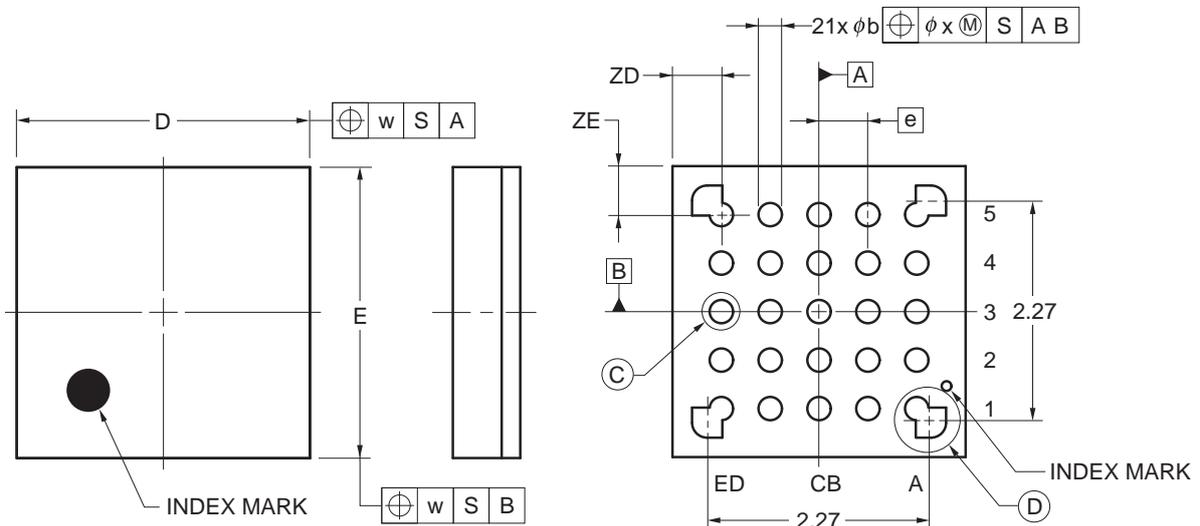 21x φb ⌖ φx Ⓜ S A B
ZD
A
D
w S A
ZE
e
5
B
4
E
3 2.27
2
C
1
INDEX MARK
ED CB A
INDEX MARK
D
w S B
2.27